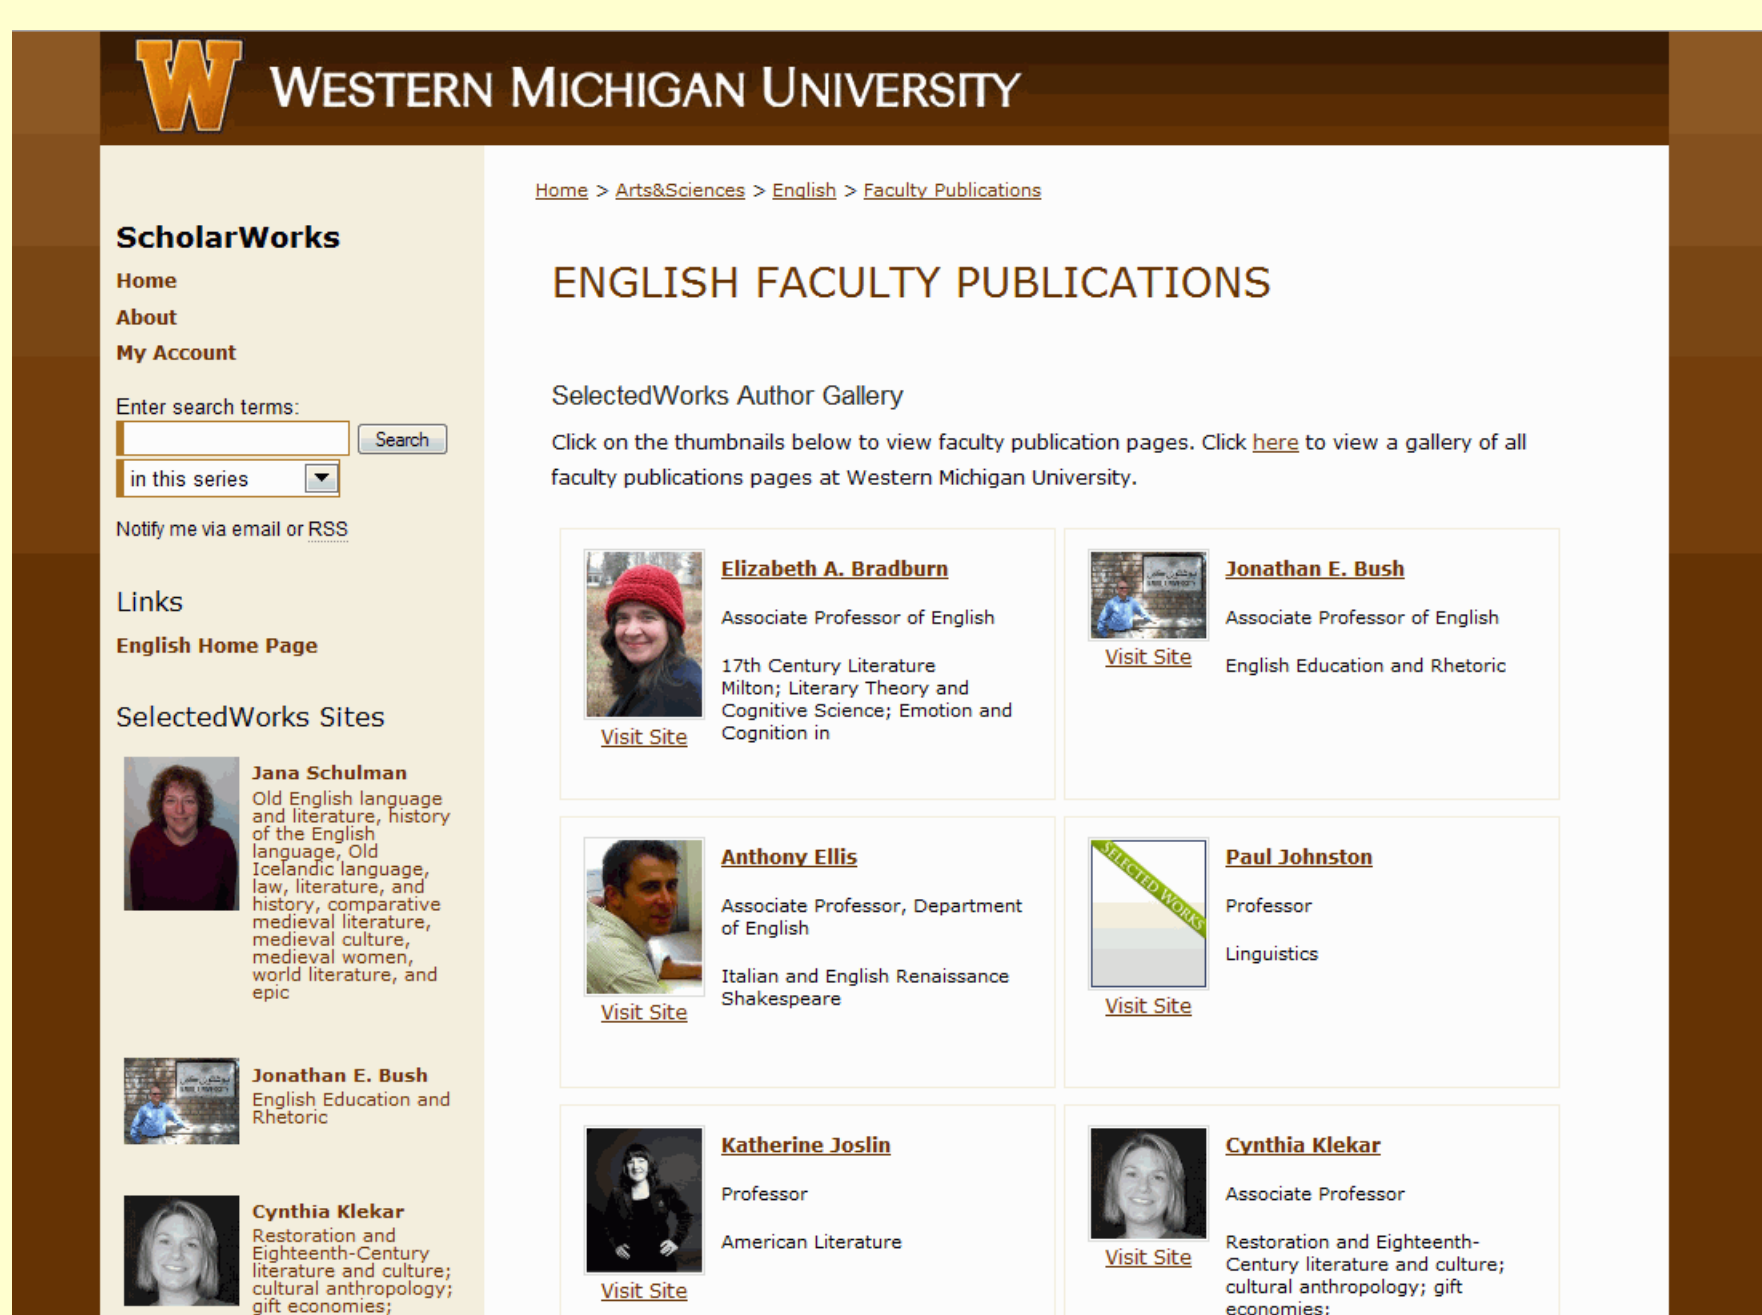 W WESTERN MICHIGAN UNIVERSITY
ScholarWorks
Home
About
My Account
Enter search terms:
Search
in this series
Notify me via email or RSS
Links
English Home Page
SelectedWorks Sites
Jana Schulman
Old English language
and literature, history
of the English
language, Old
Icelandic language,
law, literature, and
history, comparative
medieval literature,
medieval culture,
medieval women,
world literature, and
epic
Jonathan E. Bush
English Education and
Rhetoric
Cynthia Klekar
Restoration and
Eighteenth-Century
literature and culture;
cultural anthropology;
gift economies;
Home > Arts&Sciences > English > Faculty Publications
ENGLISH FACULTY PUBLICATIONS
SelectedWorks Author Gallery
Click on the thumbnails below to view faculty publication pages. Click here to view a gallery of all
faculty publications pages at Western Michigan University.
Elizabeth A. Bradburn
Associate Professor of English
17th Century Literature
Milton; Literary Theory and
Cognitive Science; Emotion and
Cognition in
Visit Site
Jonathan E. Bush
Associate Professor of English
English Education and Rhetoric
Visit Site
Anthony Ellis
Associate Professor, Department
of English
Italian and English Renaissance
Shakespeare
Visit Site
SELECTED WORKS
Paul Johnston
Professor
Linguistics
Visit Site
Katherine Joslin
Professor
American Literature
Visit Site
Cynthia Klekar
Associate Professor
Restoration and Eighteenth-
Century literature and culture;
cultural anthropology; gift
economies;
Visit Site